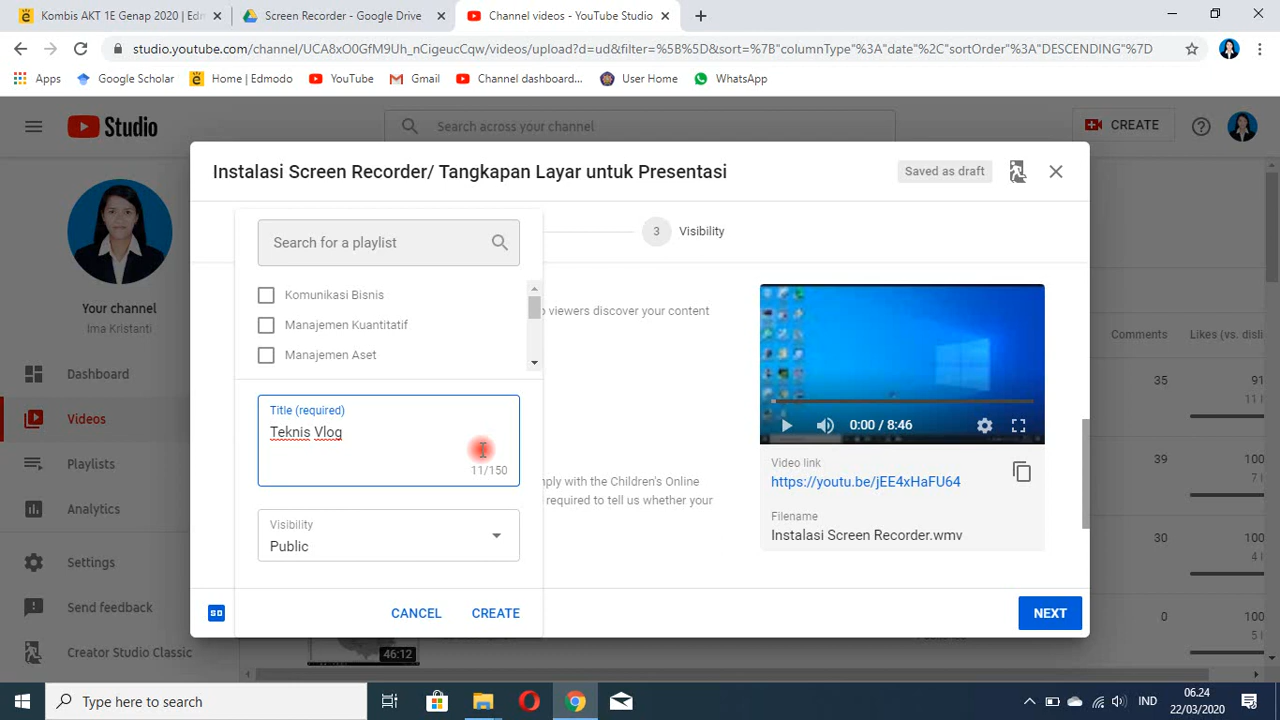 Kombis AKT 1E Genap 2020 | Edm
Screen Recorder - Google Drive
Channel videos - YouTube Studio
studio.youtube.com/channel/UCA8xO0GfM9Uh_nCigeucCqw/videos/upload?d=ud&filter=%5B%5D&sort=%7B"columnType"%3A"date"%2C"sortOrder"%3A"DESCENDING"%7D
Apps
Google Scholar
Home | Edmodo
YouTube
Gmail
Channel dashboard...
User Home
WhatsApp
Studio
Search across your channel
CREATE
Instalasi Screen Recorder/ Tangkapan Layar untuk Presentasi
Saved as draft
Search for a playlist
3 Visibility
Your channel
Ima Kristanti
Komunikasi Bisnis
Manajemen Kuantitatif
Manajemen Aset
viewers discover your content
Comments
Likes (vs. disli
Dashboard
Videos
Playlists
Analytics
Settings
Send feedback
Creator Studio Classic
Title (required)
Teknis Vlog
11/150
Visibility
Public
CANCEL
CREATE
mply with the Children's Online
required to tell us whether your
0:00 / 8:46
Video link
https://youtu.be/jEE4xHaFU64
Filename
Instalasi Screen Recorder.wmv
NEXT
35
91
11 l
39
7 l
30
4 l
0
5 l
46:12
SD
Type here to search
IND
06.24
22/03/2020